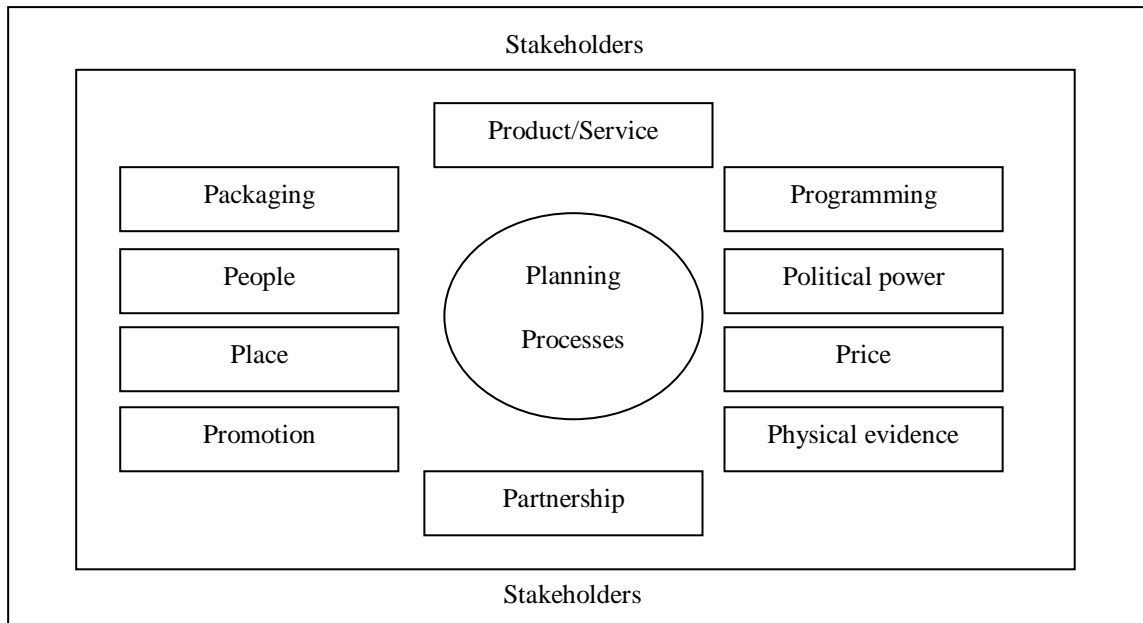 Stakeholders
Product/Service
Packaging
Programming
People
Planning
Political power
Place
Processes
Price
Promotion
Physical evidence
Partnership
Stakeholders